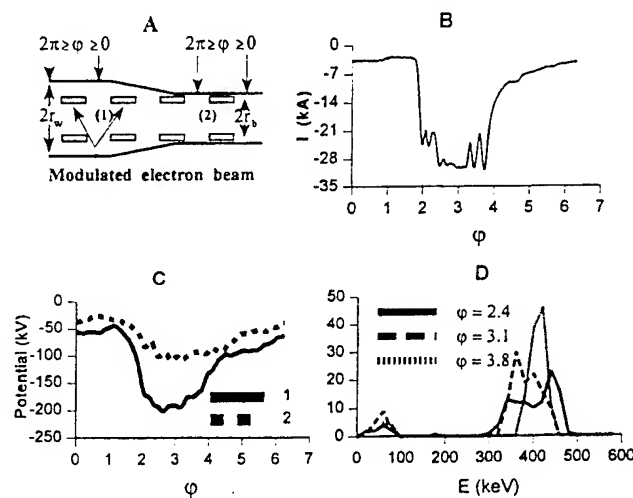 A
2π ≥ φ ≥ 0
2π ≥ φ ≥ 0
2r_w
(1)
(2)
2r_b
Modulated electron beam
B
I (kA)
0
-7
-14
-21
-28
-35
0 1 2 3 4 5 6 7
φ
C
Potential (kV)
0
-50
-100
-150
-200
-250
0 1 2 3 4 5 6 7
φ
1
2
D
50
40
30
20
10
0
0 100 200 300 400 500 600
E (keV)
φ = 2.4
φ = 3.1
φ = 3.8